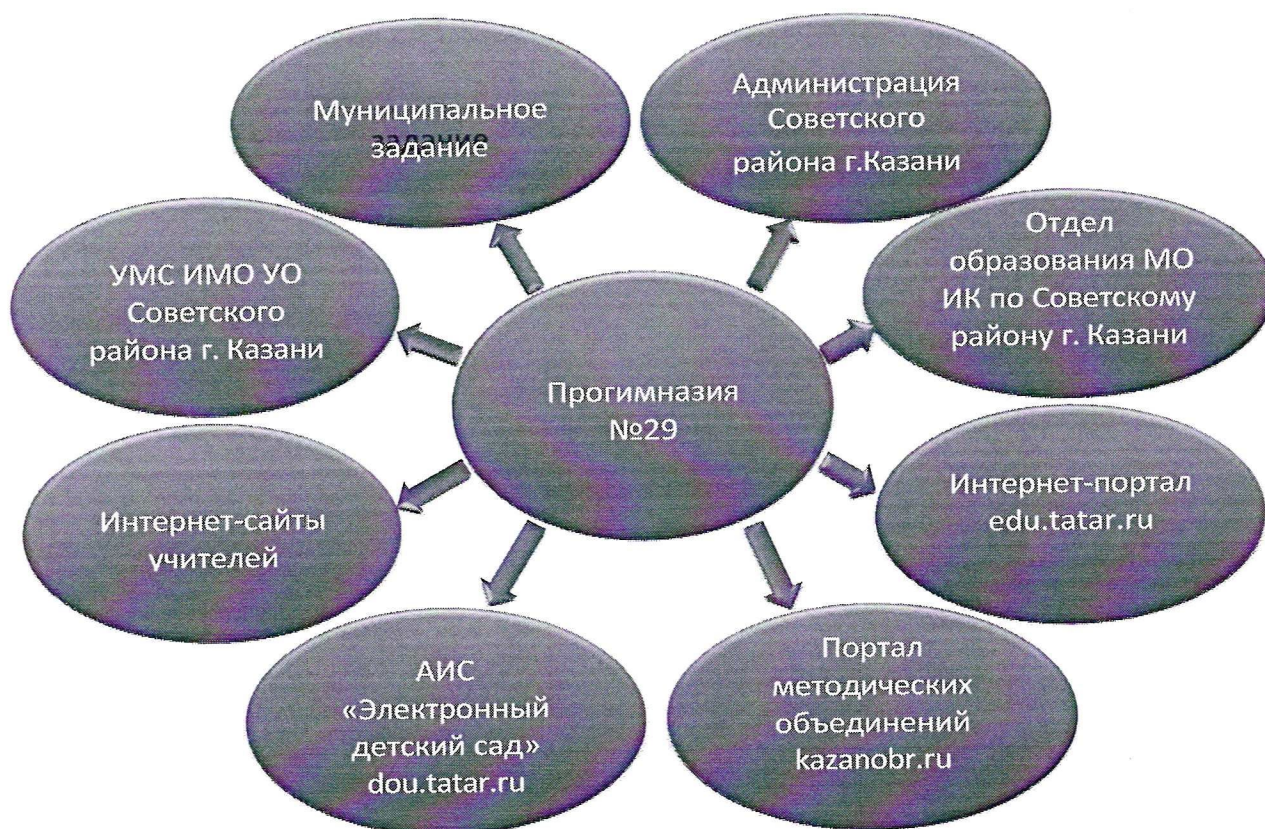 Муниципальное
задание
Администрация
Советского
района г.Казани
УМС ИМО УО
Советского
района г. Казани
Отдел
образования МО
ИК по Советскому
району г. Казани
Прогимназия
№29
Интернет-сайты
учителей
Интернет-портал
edu.tatar.ru
АИС
«Электронный
детский сад»
dou.tatar.ru
Портал
методических
объединений
kazanobr.ru